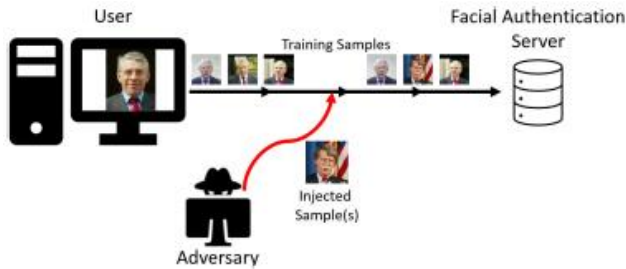 User
Facial Authentication
Server
Training Samples
Injected
Sample(s)
Adversary